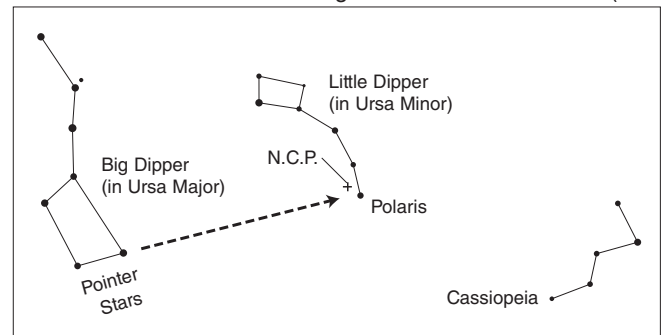 Little Dipper
(in Ursa Minor)
N.C.P.
Big Dipper
(in Ursa Major)
Polaris
Pointer
Stars
Cassiopeia